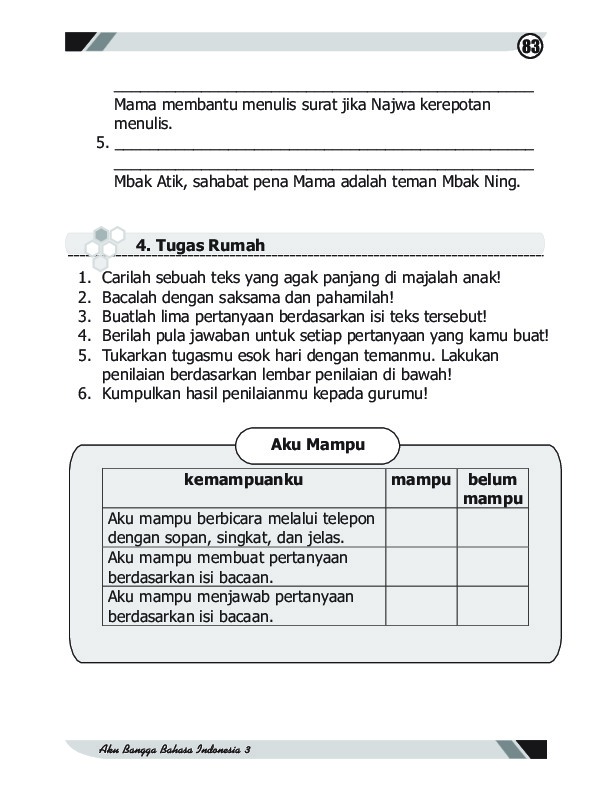 83
Mama membantu menulis surat jika Najwa kerepotan
menulis.
5.
Mbak Atik, sahabat pena Mama adalah teman Mbak Ning.
4. Tugas Rumah
1. Carilah sebuah teks yang agak panjang di majalah anak!
2. Bacalah dengan saksama dan pahamilah!
3. Buatlah lima pertanyaan berdasarkan isi teks tersebut!
4. Berilah pula jawaban untuk setiap pertanyaan yang kamu buat!
5. Tukarkan tugasmu esok hari dengan temanmu. Lakukan
penilaian berdasarkan lembar penilaian di bawah!
6. Kumpulkan hasil penilaianmu kepada gurumu!
Aku Mampu
kemampuanku mampu belum
mampu
Aku mampu berbicara melalui telepon
dengan sopan, singkat, dan jelas.
Aku mampu membuat pertanyaan
berdasarkan isi bacaan.
Aku mampu menjawab pertanyaan
berdasarkan isi bacaan.
Aku Bangga Bahasa Indonesia 3